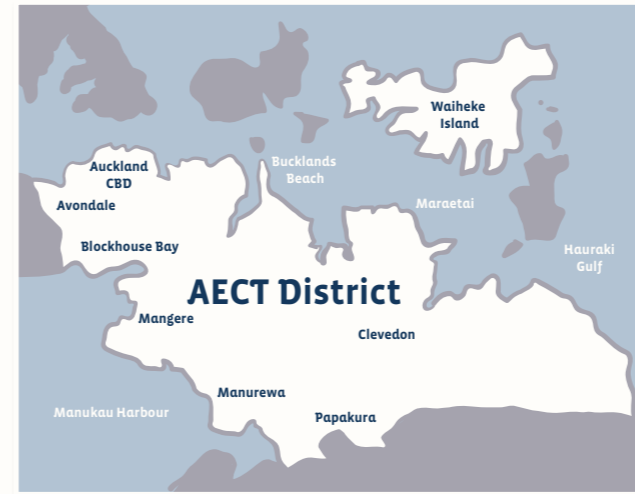 Waiheke
Island
Auckland
CBD
Bucklands
Beach
Avondale
Maraetai
Blockhouse Bay
Hauraki
Gulf
AECT District
Mangere
Clevedon
Manurewa
Manukau Harbour
Papakura